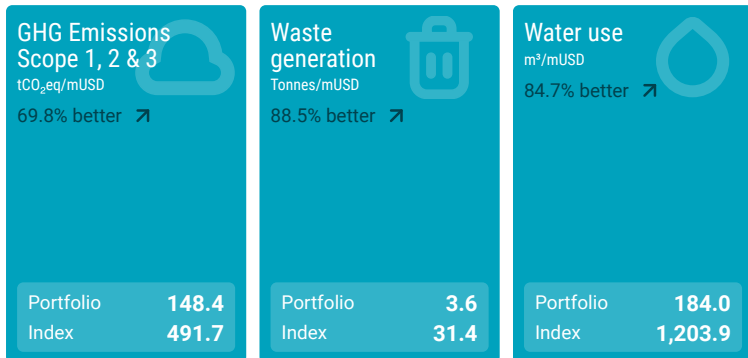 GHG Emissions
Scope 1, 2 & 3
tCO₂eq/mUSD
69.8% better
Portfolio 148.4
Index 491.7
Waste
generation
Tonnes/mUSD
88.5% better
Portfolio 3.6
Index 31.4
Water use
m³/mUSD
84.7% better
Portfolio 184.0
Index 1,203.9